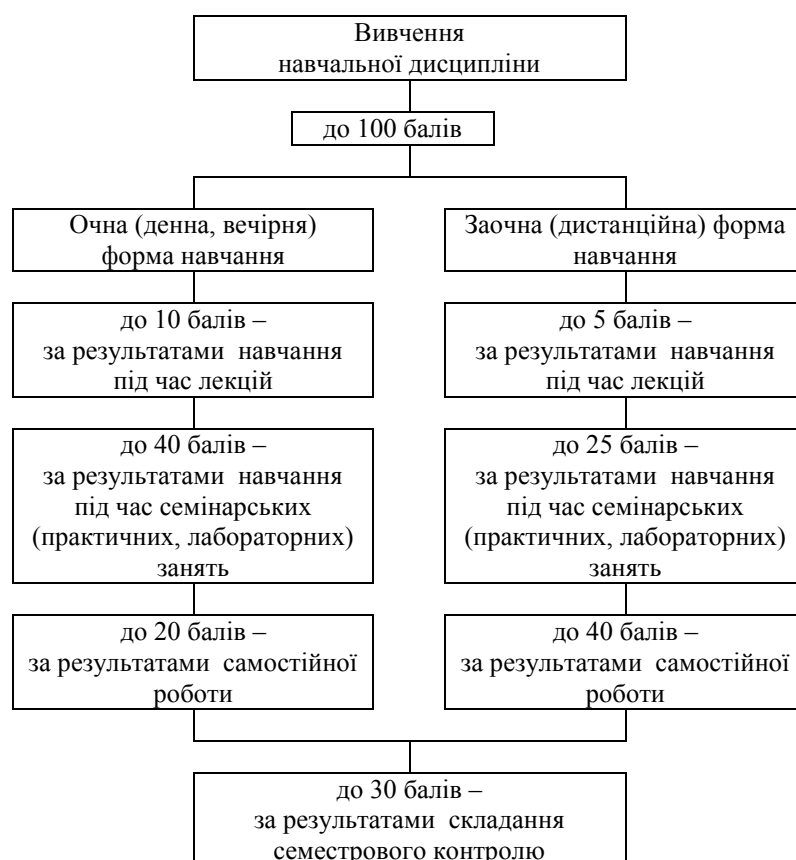 Вивчення
навчальної дисципліни
до 100 балів
Очна (денна, вечірня)
форма навчання
до 10 балів –
за результатами навчання
під час лекцій
до 40 балів –
за результатами навчання
під час семінарських
(практичних, лабораторних)
занять
до 20 балів –
за результатами самостійної
роботи
Заочна (дистанційна) форма
навчання
до 5 балів –
за результатами навчання
під час лекцій
до 25 балів –
за результатами навчання
під час семінарських
(практичних, лабораторних)
занять
до 40 балів –
за результатами самостійної
роботи
до 30 балів –
за результатами складання
семестрового контролю